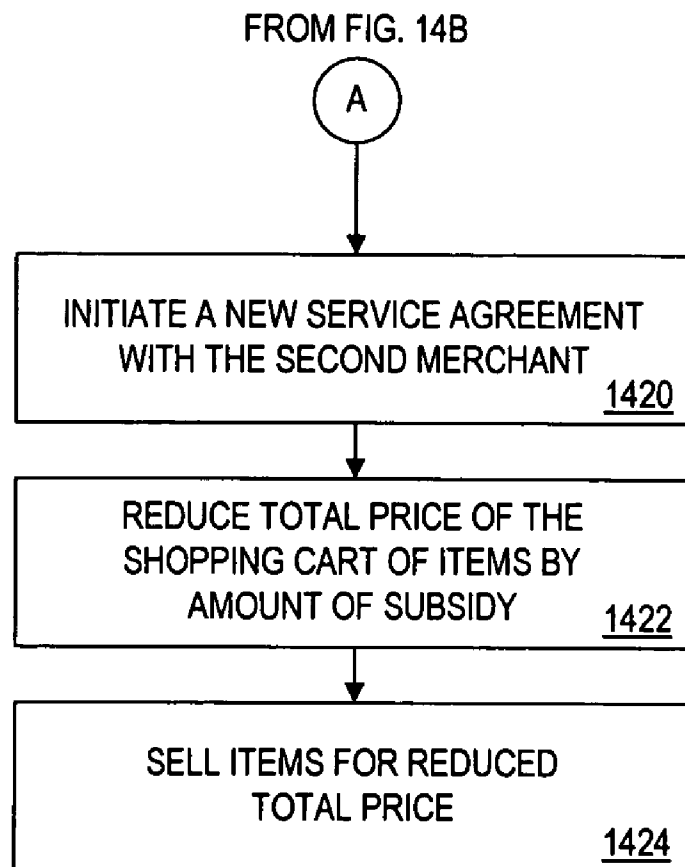 FROM FIG. 14B
A
INITIATE A NEW SERVICE AGREEMENT
WITH THE SECOND MERCHANT
1420
REDUCE TOTAL PRICE OF THE
SHOPPING CART OF ITEMS BY
AMOUNT OF SUBSIDY
1422
SELL ITEMS FOR REDUCED
TOTAL PRICE
1424